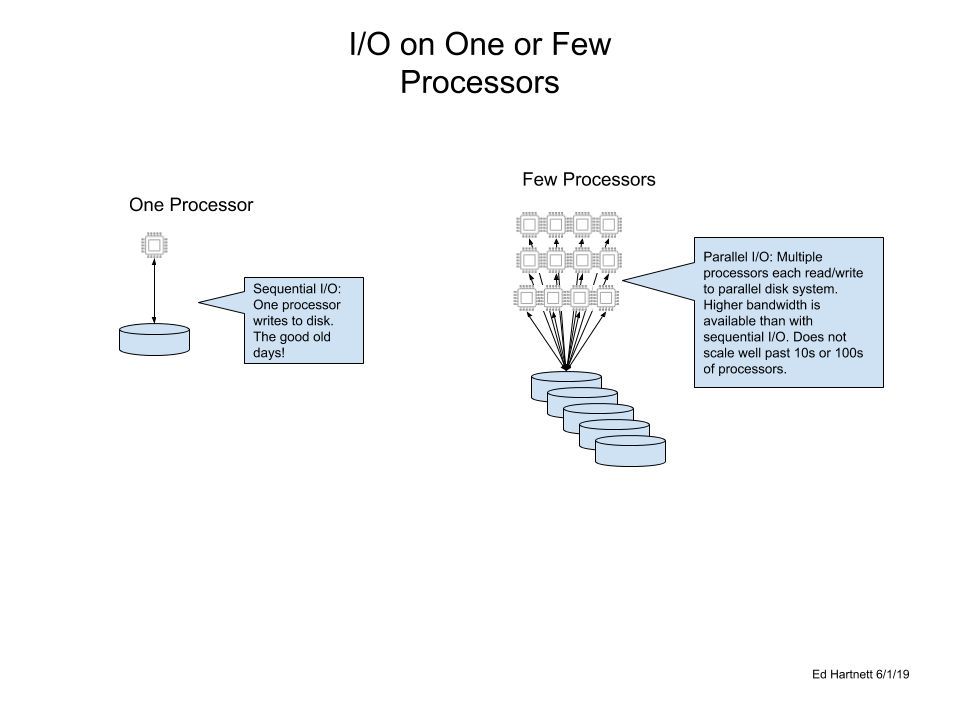 I/O on One or Few
Processors
One Processor
Sequential I/O:
One processor
writes to disk.
The good old
days!
Few Processors
Parallel I/O: Multiple
processors each read/write
to parallel disk system.
Higher bandwidth is
available than with
sequential I/O. Does not
scale well past 10s or 100s
of processors.
Ed Hartnett 6/1/19